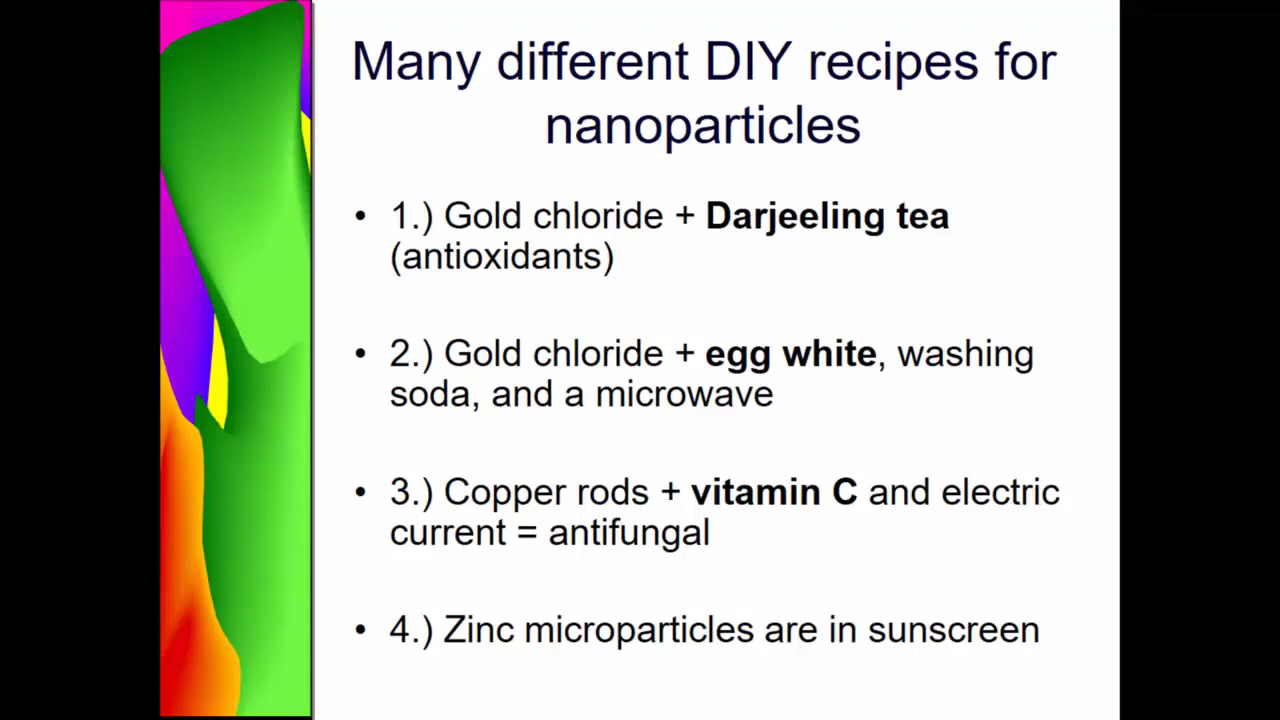 Many different DIY recipes for
nanoparticles
• 1.) Gold chloride + Darjeeling tea
(antioxidants)
• 2.) Gold chloride + egg white, washing
soda, and a microwave
• 3.) Copper rods + vitamin C and electric
current = antifungal
• 4.) Zinc microparticles are in sunscreen